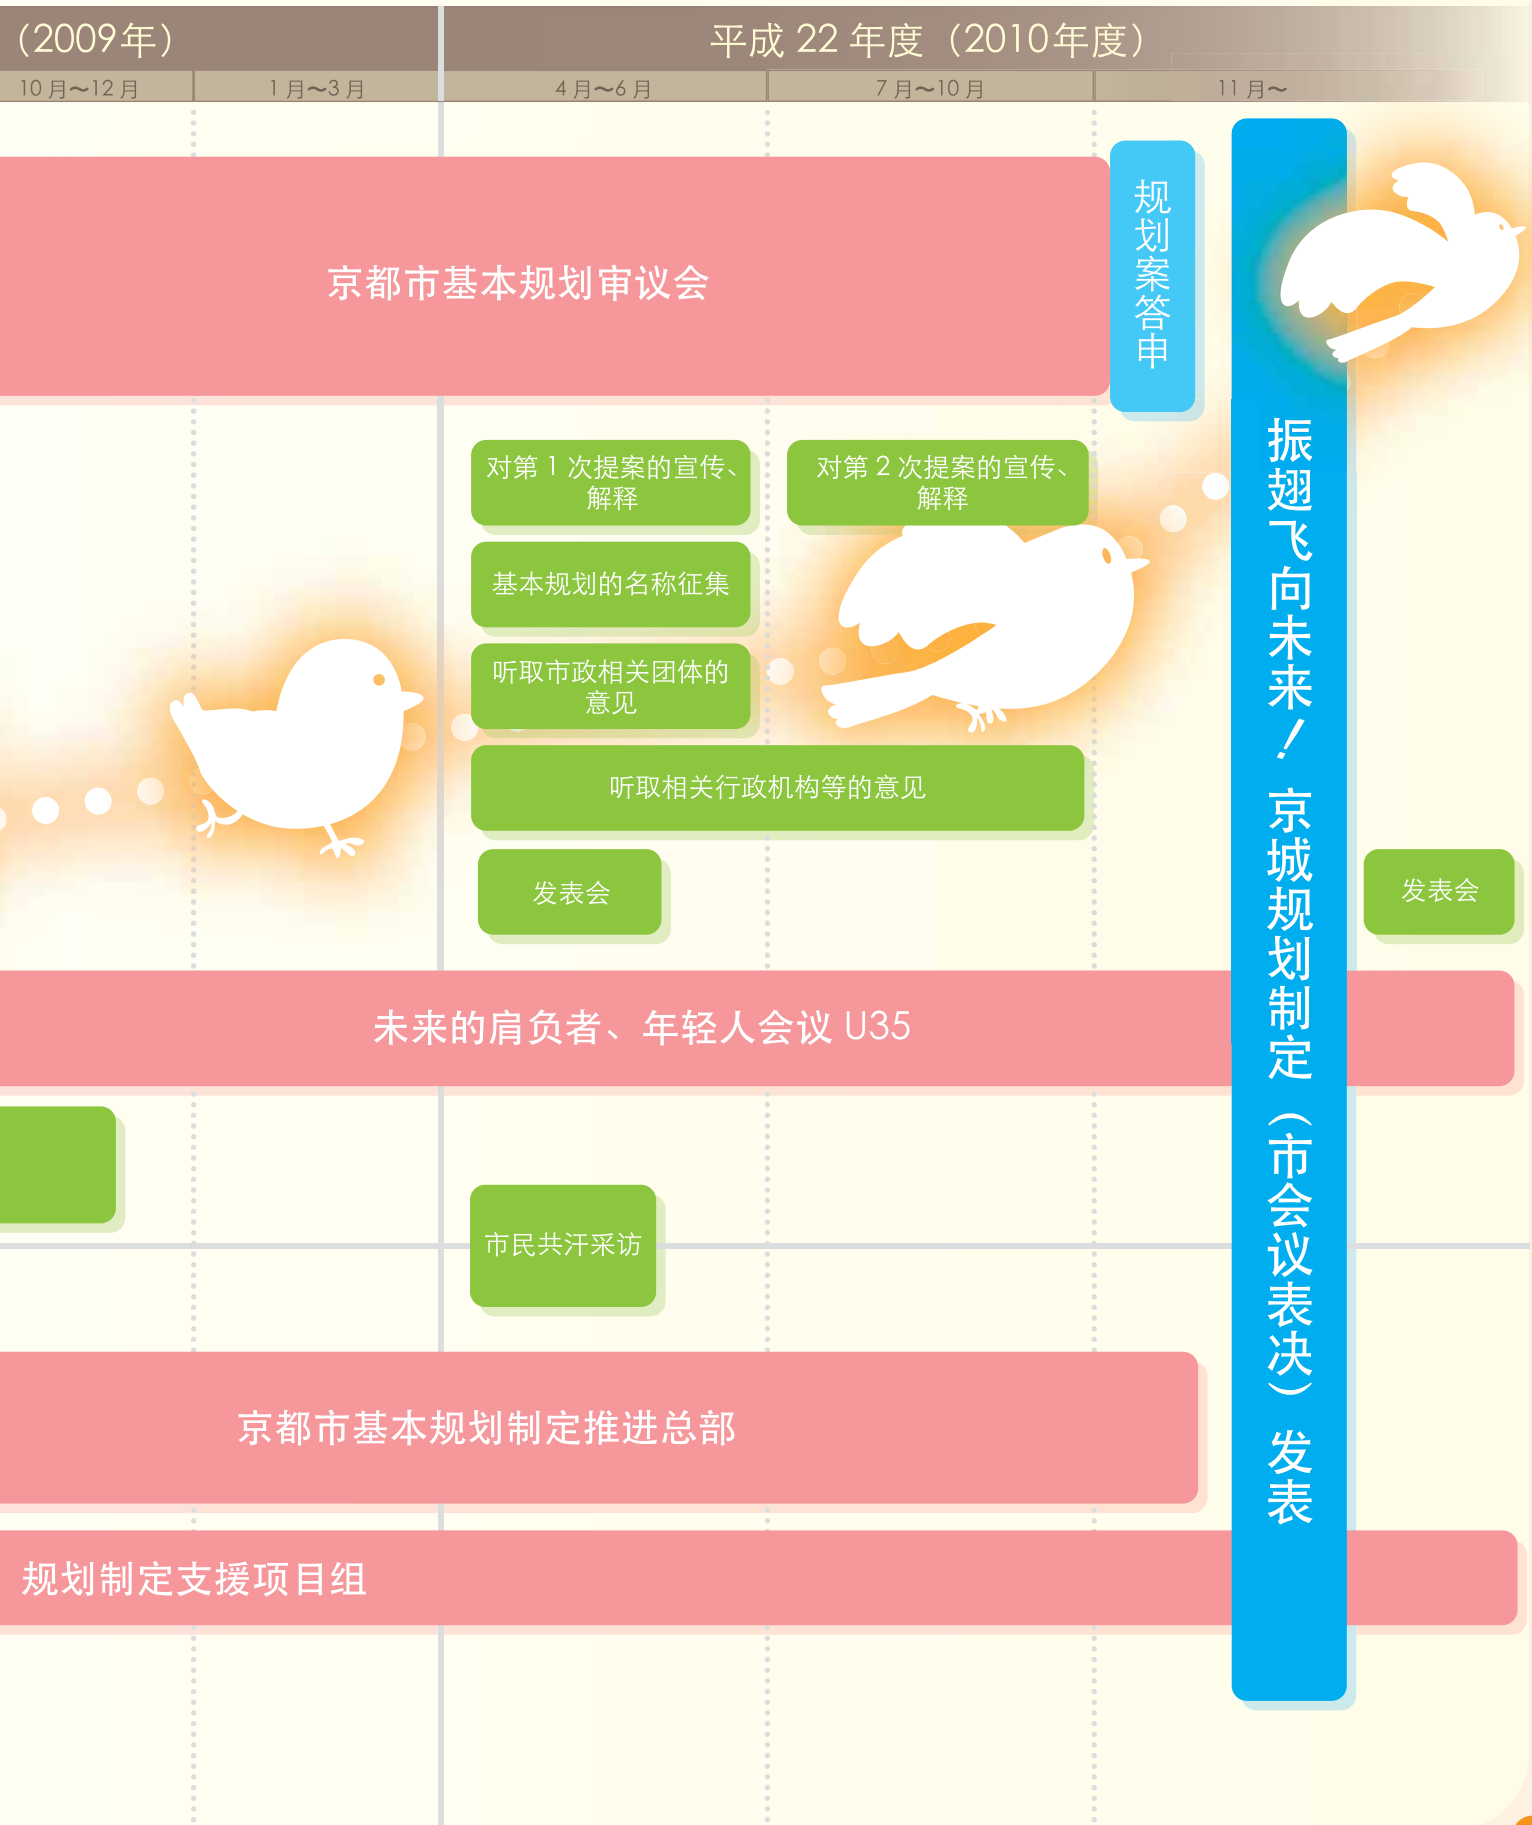 （2009年）
平成 22 年度（2010年度）
10 月～12 月
1 月～3 月
4 月～6 月
7 月～10 月
11 月～
京都市基本规划审议会
规划案答申
对第 1 次提案的宣传、
解释
对第 2 次提案的宣传、
解释
基本规划的名称征集
听取市政相关团体的
意见
听取相关行政机构等的意见
发表会
振翅飞向未来！京城规划制定（市会议表决）发表
发表会
未来的肩负者、年轻人会议 U35
市民共汗采访
京都市基本规划制定推进总部
规划制定支援项目组